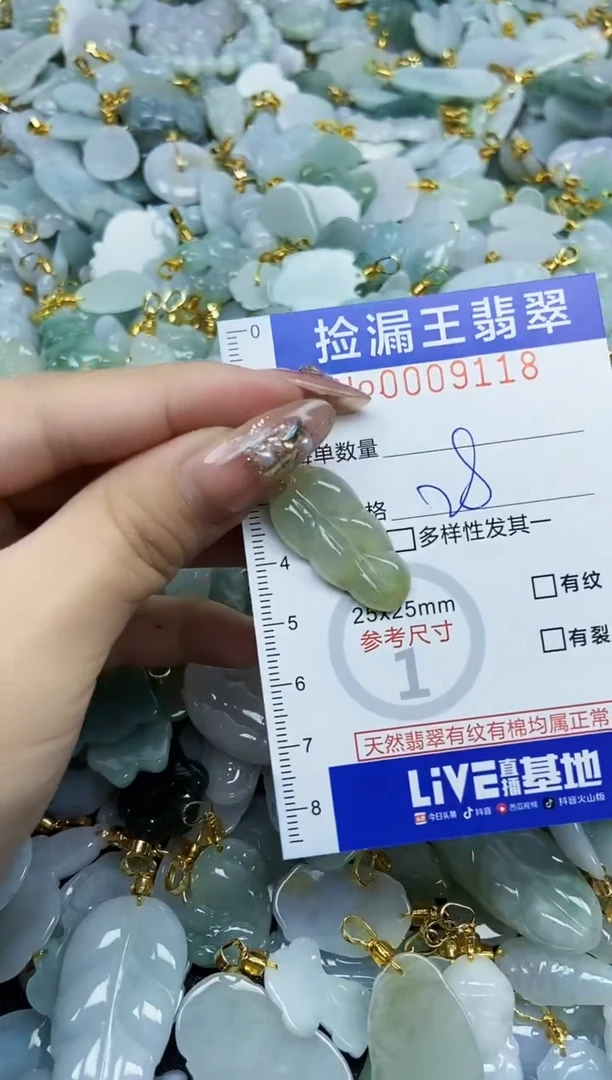 0
捡漏王翡翠
No0009118
单数量
格 28
多样性发其一
4
25x25mm
有纹
5
参考尺寸
有裂
6
1
天然翡翠有纹有棉均属正常
7
LiVE直播基地
今日头条 抖音 西瓜视频 抖音火山版
8